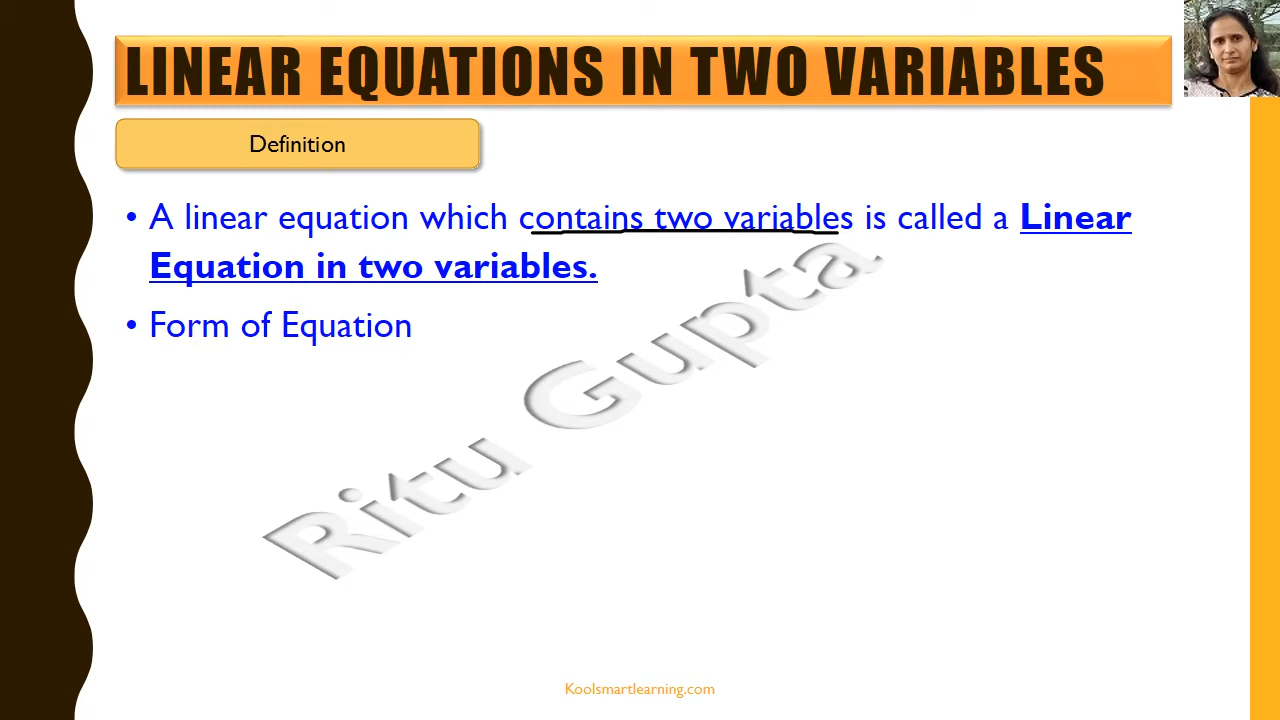 LINEAR EQUATIONS IN TWO VARIABLES
Definition
• A linear equation which contains two variables is called a Linear
Equation in two variables.
• Form of Equation
Ritu Gupta
Koolsmartlearning.com